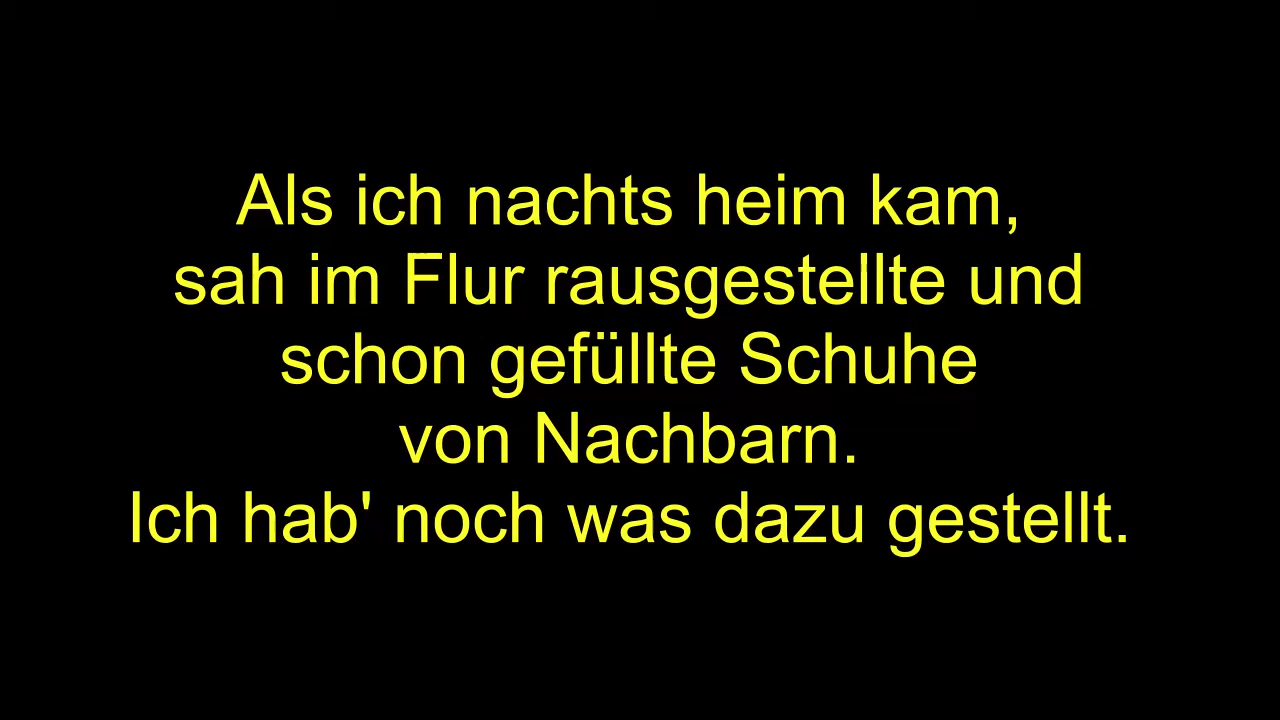 Als ich nachts heim kam,
sah im Flur rausgestellte und
schon gefüllte Schuhe
von Nachbarn.
Ich hab' noch was dazu gestellt.